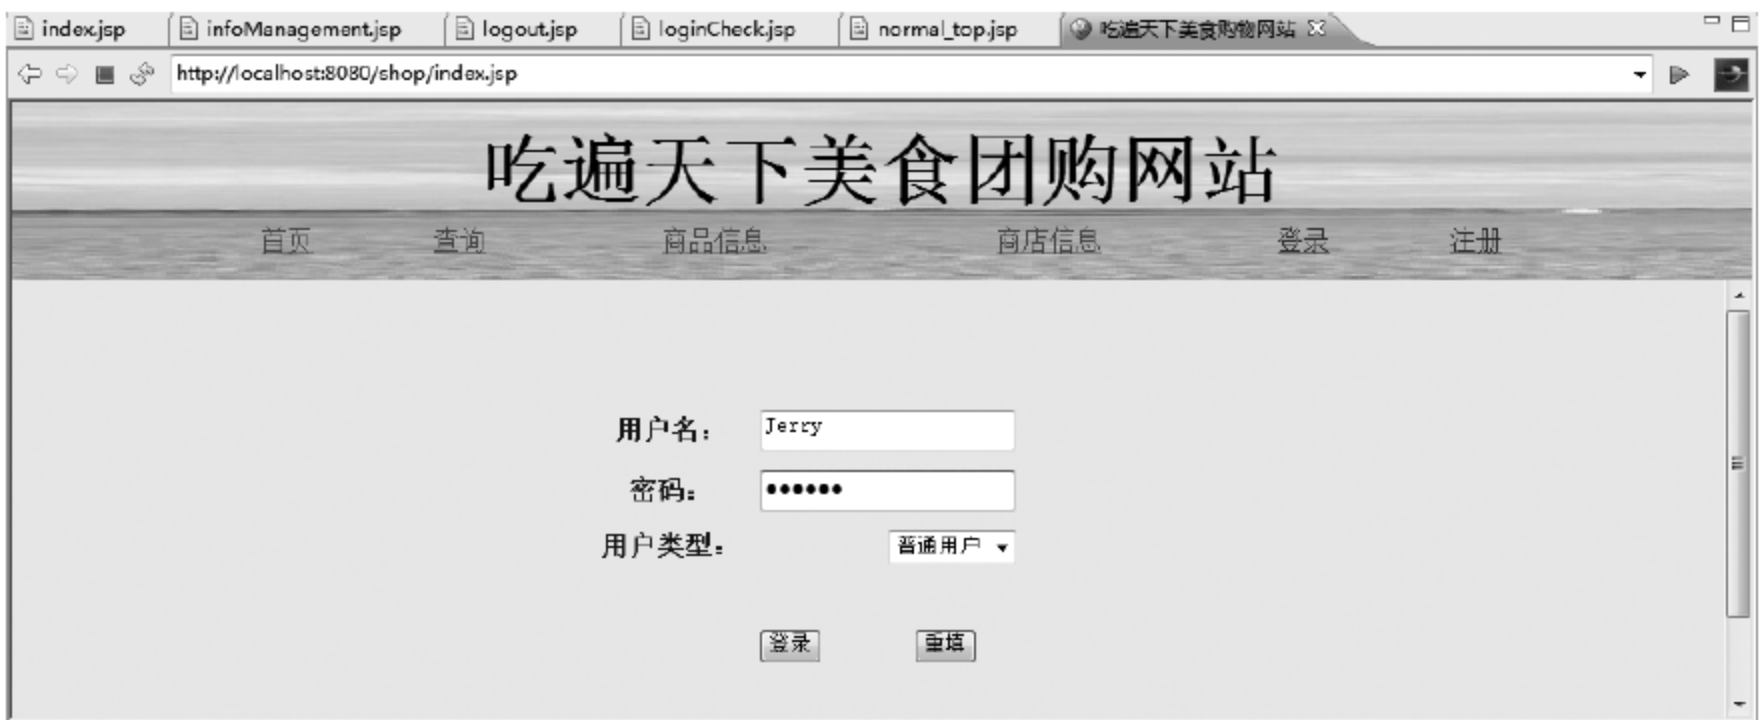 index.jsp infoManagement.jsp logout.jsp loginCheck.jsp normal_top.jsp 吃遍天下美食购物网站
http://localhost:8080/shop/index.jsp
吃遍天下美食团购网站
首页 查询 商品信息 商店信息 登录 注册
用户名： Jerry
密码： ●●●●●●
用户类型： 普通用户
登录 重填